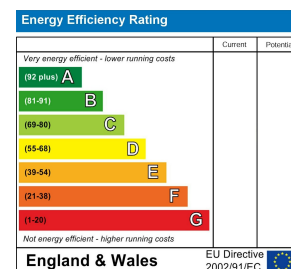 Energy Efficiency Rating
Current Potentia
Very energy efficient - lower running costs
(92 plus) A
(81-91) B
(69-80) C
(55-68) D
(39-54) E
(21-38) F
(1-20) G
Not energy efficient - higher running costs
England & Wales
EU Directive
2002/91/EC